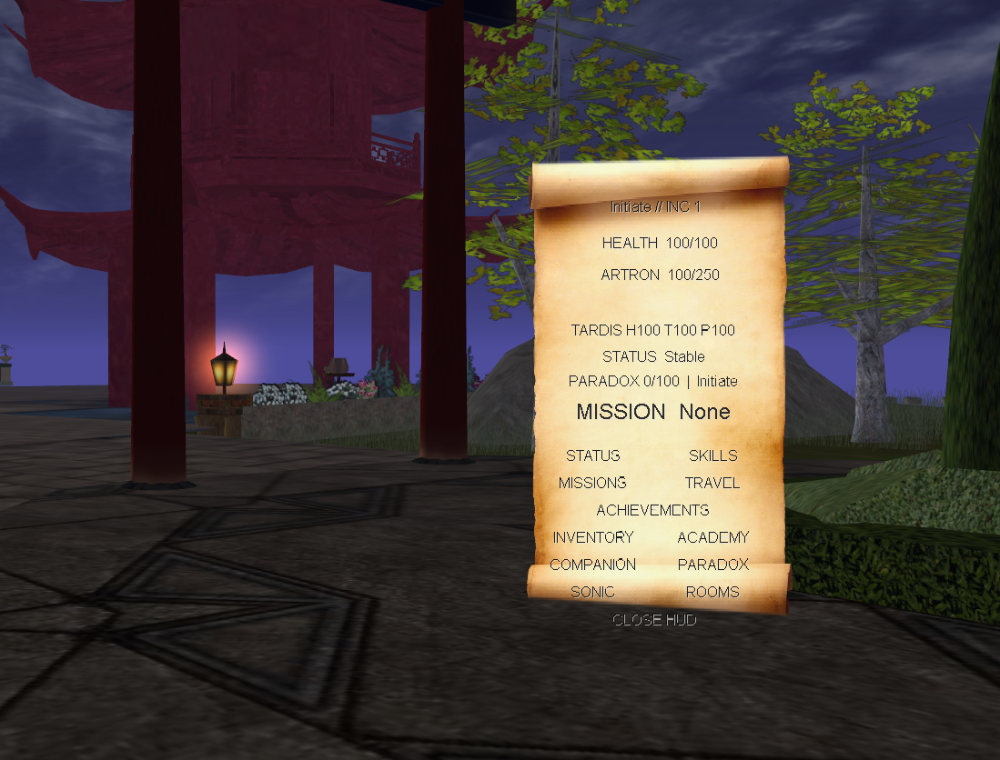 Initiate // INC 1
HEALTH 100/100
ARTRON 100/250
TARDIS H100 T100 P100
STATUS Stable
PARADOX 0/100 | Initiate
MISSION None
STATUS SKILLS
MISSIONS TRAVEL
ACHIEVEMENTS
INVENTORY ACADEMY
COMPANION PARADOX
SONIC ROOMS
CLOSE HUD